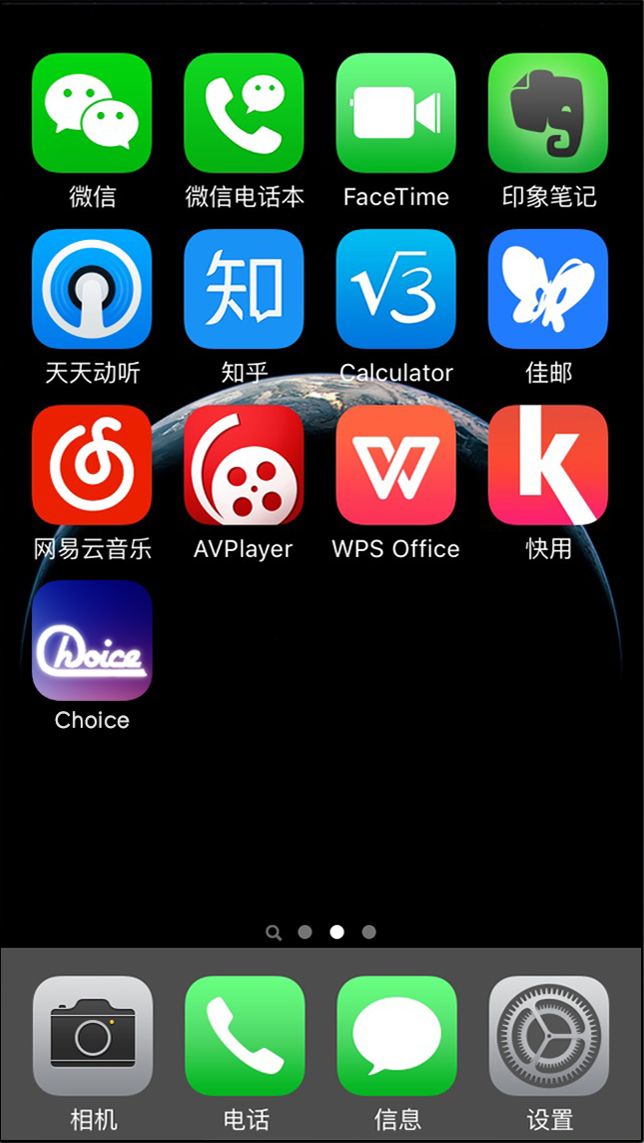 微信
微信电话本
FaceTime
印象笔记
天天动听
知
知乎
√3
Calculator
佳邮
网易云音乐
AVPlayer
W
WPS Office
k
快用
Choice
Choice
相机
电话
信息
设置